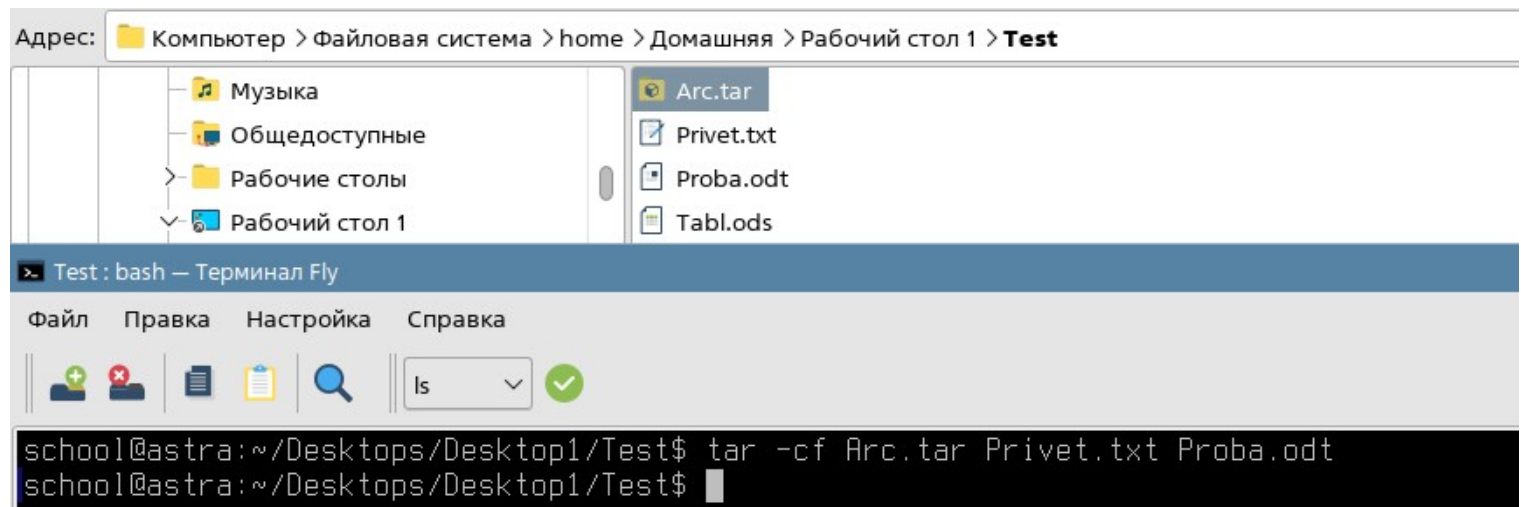 Адрес: Компьютер > Файловая система > home > Домашняя > Рабочий стол 1 > Test
Музыка
Общедоступные
Рабочие столы
Рабочий стол 1
Arc.tar
Privet.txt
Proba.odt
Tabl.ods
Test : bash — Терминал Fly
Файл Правка Настройка Справка
ls
school@astra:~/Desktops/Desktop1/Test$ tar -cf Arc.tar Privet.txt Proba.odt
school@astra:~/Desktops/Desktop1/Test$